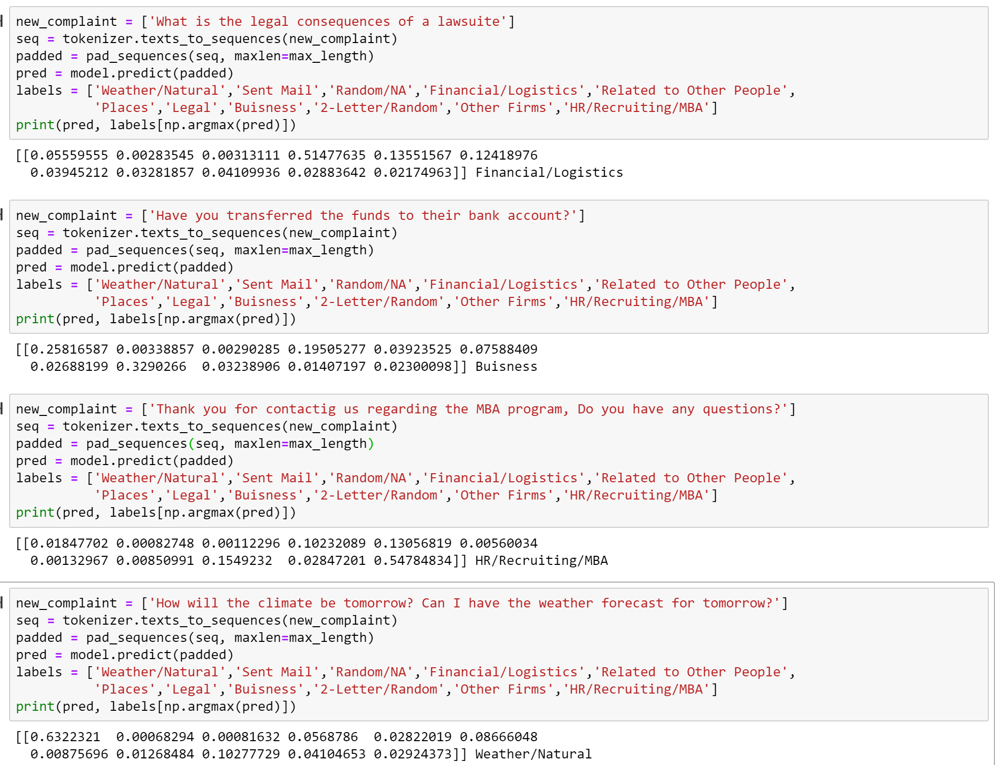 new_complaint = ['What is the legal consequences of a lawsuite']
seq = tokenizer.texts_to_sequences(new_complaint)
padded = pad_sequences(seq, maxlen=max_length)
pred = model.predict(padded)
labels = ['Weather/Natural','Sent Mail','Random/NA','Financial/Logistics','Related to Other People',
'Places','Legal','Buisness','2-Letter/Random','Other Firms','HR/Recruiting/MBA']
print(pred, labels[np.argmax(pred)])
[[0.05559555 0.00283545 0.00313111 0.51477635 0.13551567 0.12418976
0.03945212 0.03281857 0.04109936 0.02883642 0.02174963]] Financial/Logistics
new_complaint = ['Have you transferred the funds to their bank account?']
seq = tokenizer.texts_to_sequences(new_complaint)
padded = pad_sequences(seq, maxlen=max_length)
pred = model.predict(padded)
labels = ['Weather/Natural','Sent Mail','Random/NA','Financial/Logistics','Related to Other People',
'Places','Legal','Buisness','2-Letter/Random','Other Firms','HR/Recruiting/MBA']
print(pred, labels[np.argmax(pred)])
[[0.25816587 0.00338857 0.00290285 0.19505277 0.03923525 0.07588409
0.02688199 0.3290266  0.03238906 0.01407197 0.02300098]] Buisness
new_complaint = ['Thank you for contactig us regarding the MBA program, Do you have any questions?']
seq = tokenizer.texts_to_sequences(new_complaint)
padded = pad_sequences(seq, maxlen=max_length)
pred = model.predict(padded)
labels = ['Weather/Natural','Sent Mail','Random/NA','Financial/Logistics','Related to Other People',
'Places','Legal','Buisness','2-Letter/Random','Other Firms','HR/Recruiting/MBA']
print(pred, labels[np.argmax(pred)])
[[0.01847702 0.00082748 0.00112296 0.10232089 0.13056819 0.00560034
0.00132967 0.00850991 0.1549232  0.02847201 0.54784834]] HR/Recruiting/MBA
new_complaint = ['How will the climate be tomorrow? Can I have the weather forecast for tomorrow?']
seq = tokenizer.texts_to_sequences(new_complaint)
padded = pad_sequences(seq, maxlen=max_length)
pred = model.predict(padded)
labels = ['Weather/Natural','Sent Mail','Random/NA','Financial/Logistics','Related to Other People',
'Places','Legal','Buisness','2-Letter/Random','Other Firms','HR/Recruiting/MBA']
print(pred, labels[np.argmax(pred)])
[[0.6322321  0.00068294 0.00081632 0.0568786  0.02822019 0.08666048
0.00875696 0.01268484 0.10277729 0.04104653 0.02924373]] Weather/Natural